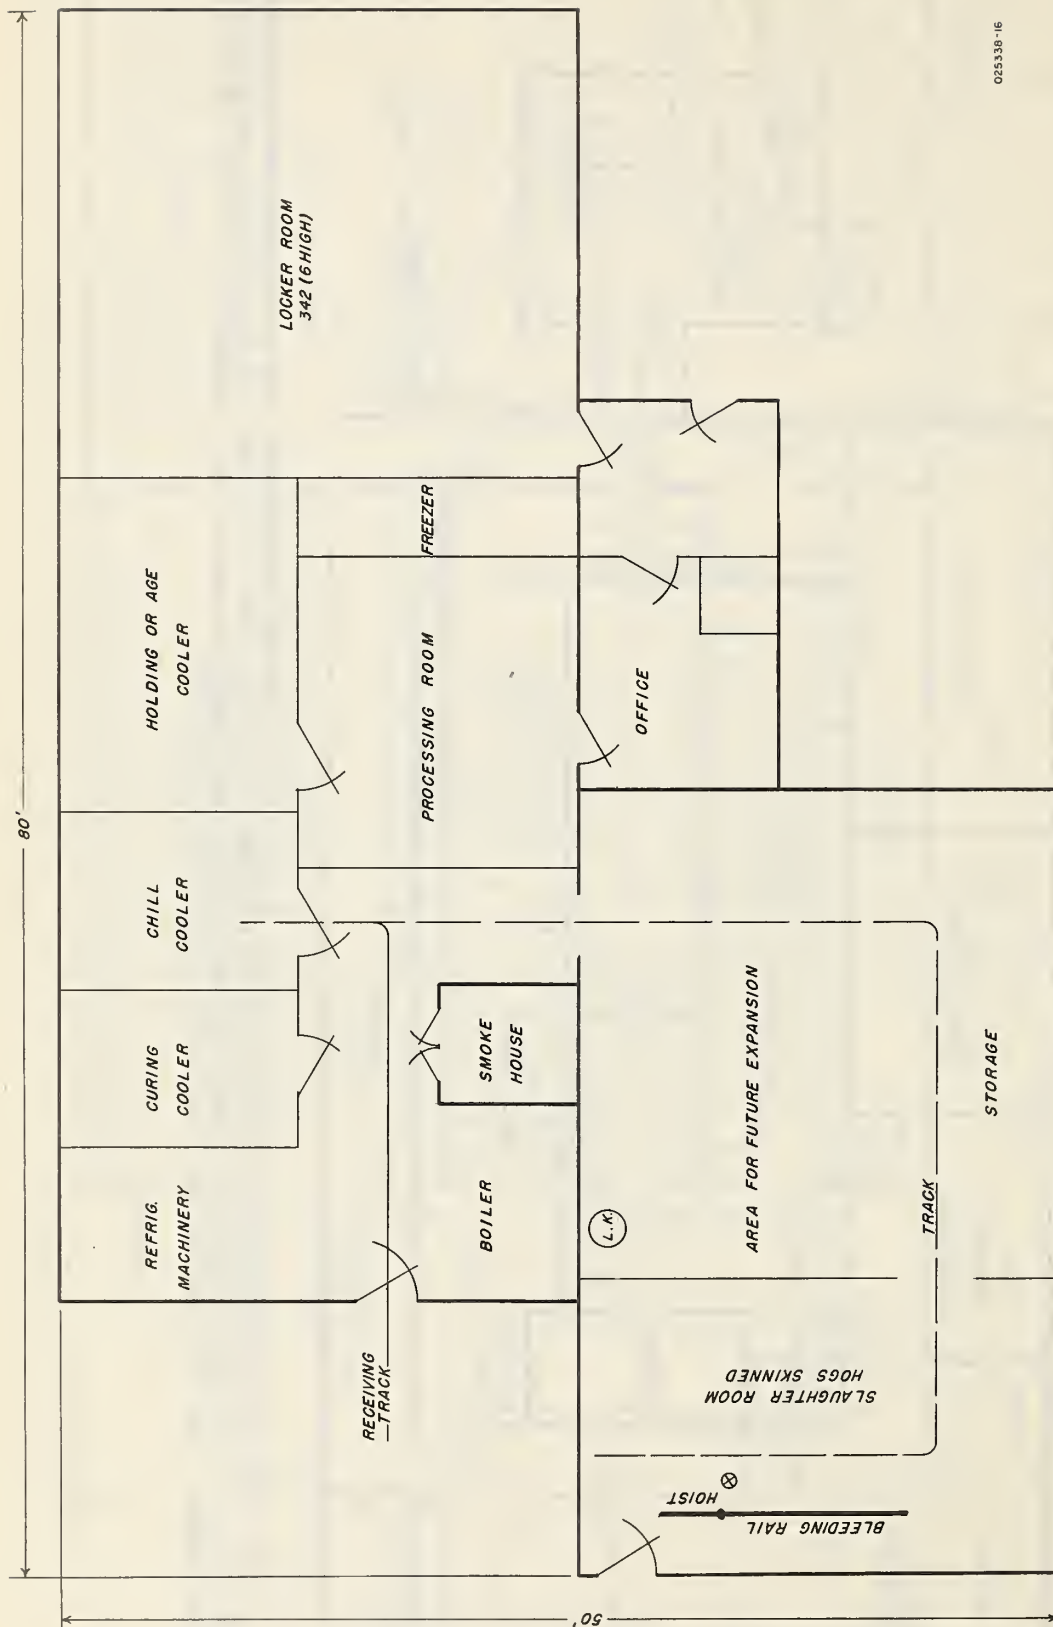 80'
LOCKER ROOM
342 (6 HIGH)
HOLDING OR AGE
COOLER
FREEZER
PROCESSING ROOM
OFFICE
CHILL
COOLER
CURING
COOLER
SMOKE
HOUSE
REFRIG.
MACHINERY
BOILER
L.K.
AREA FOR FUTURE EXPANSION
STORAGE
TRACK
RECEIVING
TRACK
SLAUGHTER ROOM
HOGS SKINNED
HOIST
BLEEDING RAIL
50'
025338-16